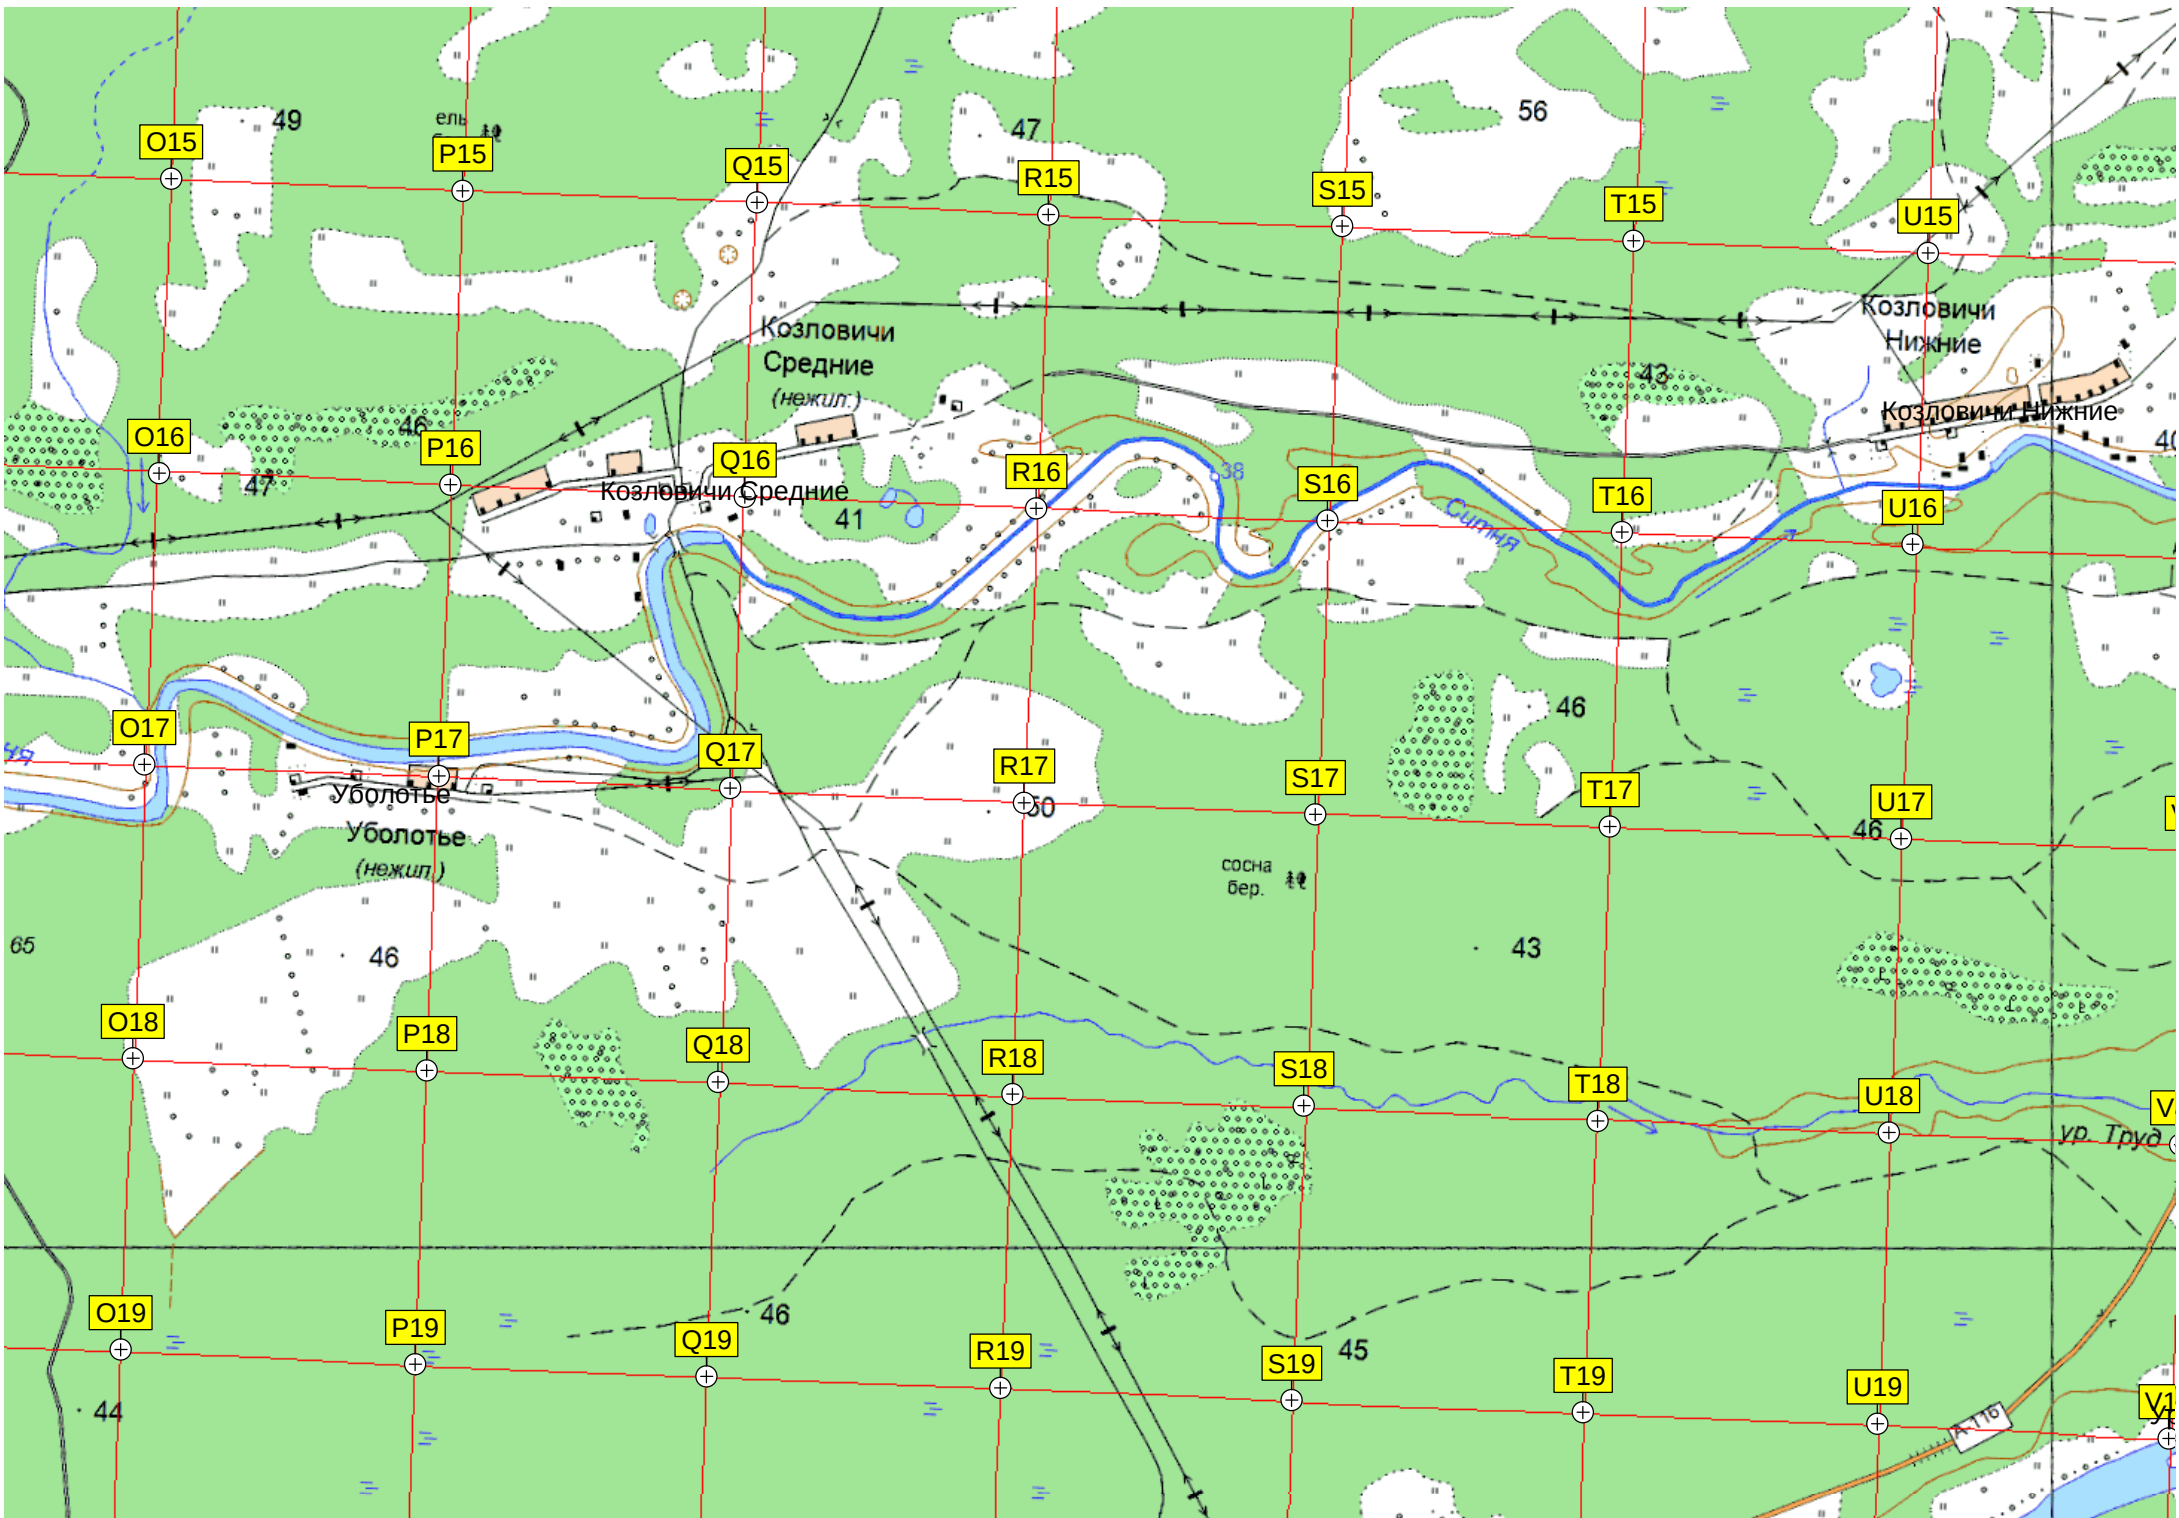 49
ель
47
56
O15
P15
Q15
R15
S15
T15
U15
Козловичи
Средние
(нежил.)
Козловичи
Нижние
43
Козловичи Нижние
40
46
O16
P16
Q16
R16
S16
T16
U16
47
Козловичи Средние
41
38
Ситня
46
O17
P17
Q17
R17
S17
T17
U17
ня
Уболотье
Уболотье
(нежил.)
50
46
сосна
бер.
65
46
43
O18
P18
Q18
R18
S18
T18
U18
V
ур. Труд
O19
P19
Q19
R19
S19
T19
U19
46
45
44
А-116